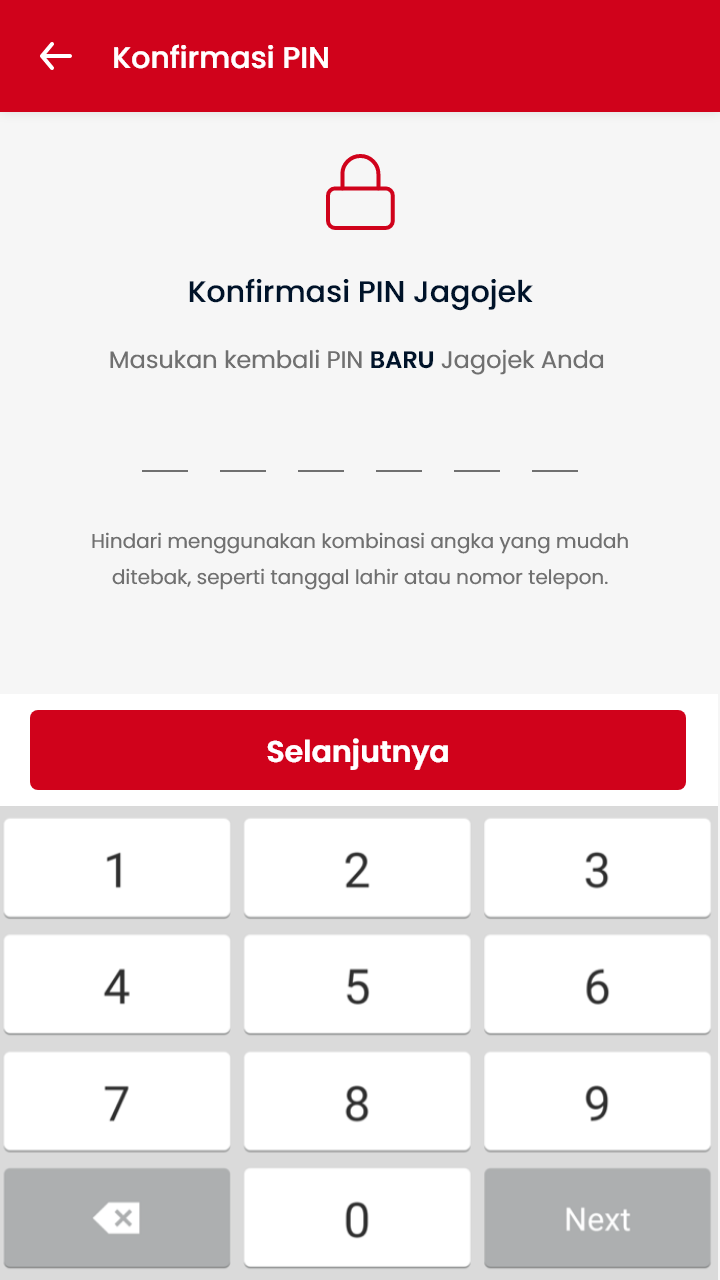 Konfirmasi PIN
Konfirmasi PIN Jagojek
Masukan kembali PIN BARU Jagojek Anda
Hindari menggunakan kombinasi angka yang mudah
ditebak, seperti tanggal lahir atau nomor telepon.
Selanjutnya
1 2 3
4 5 6
7 8 9
0 Next